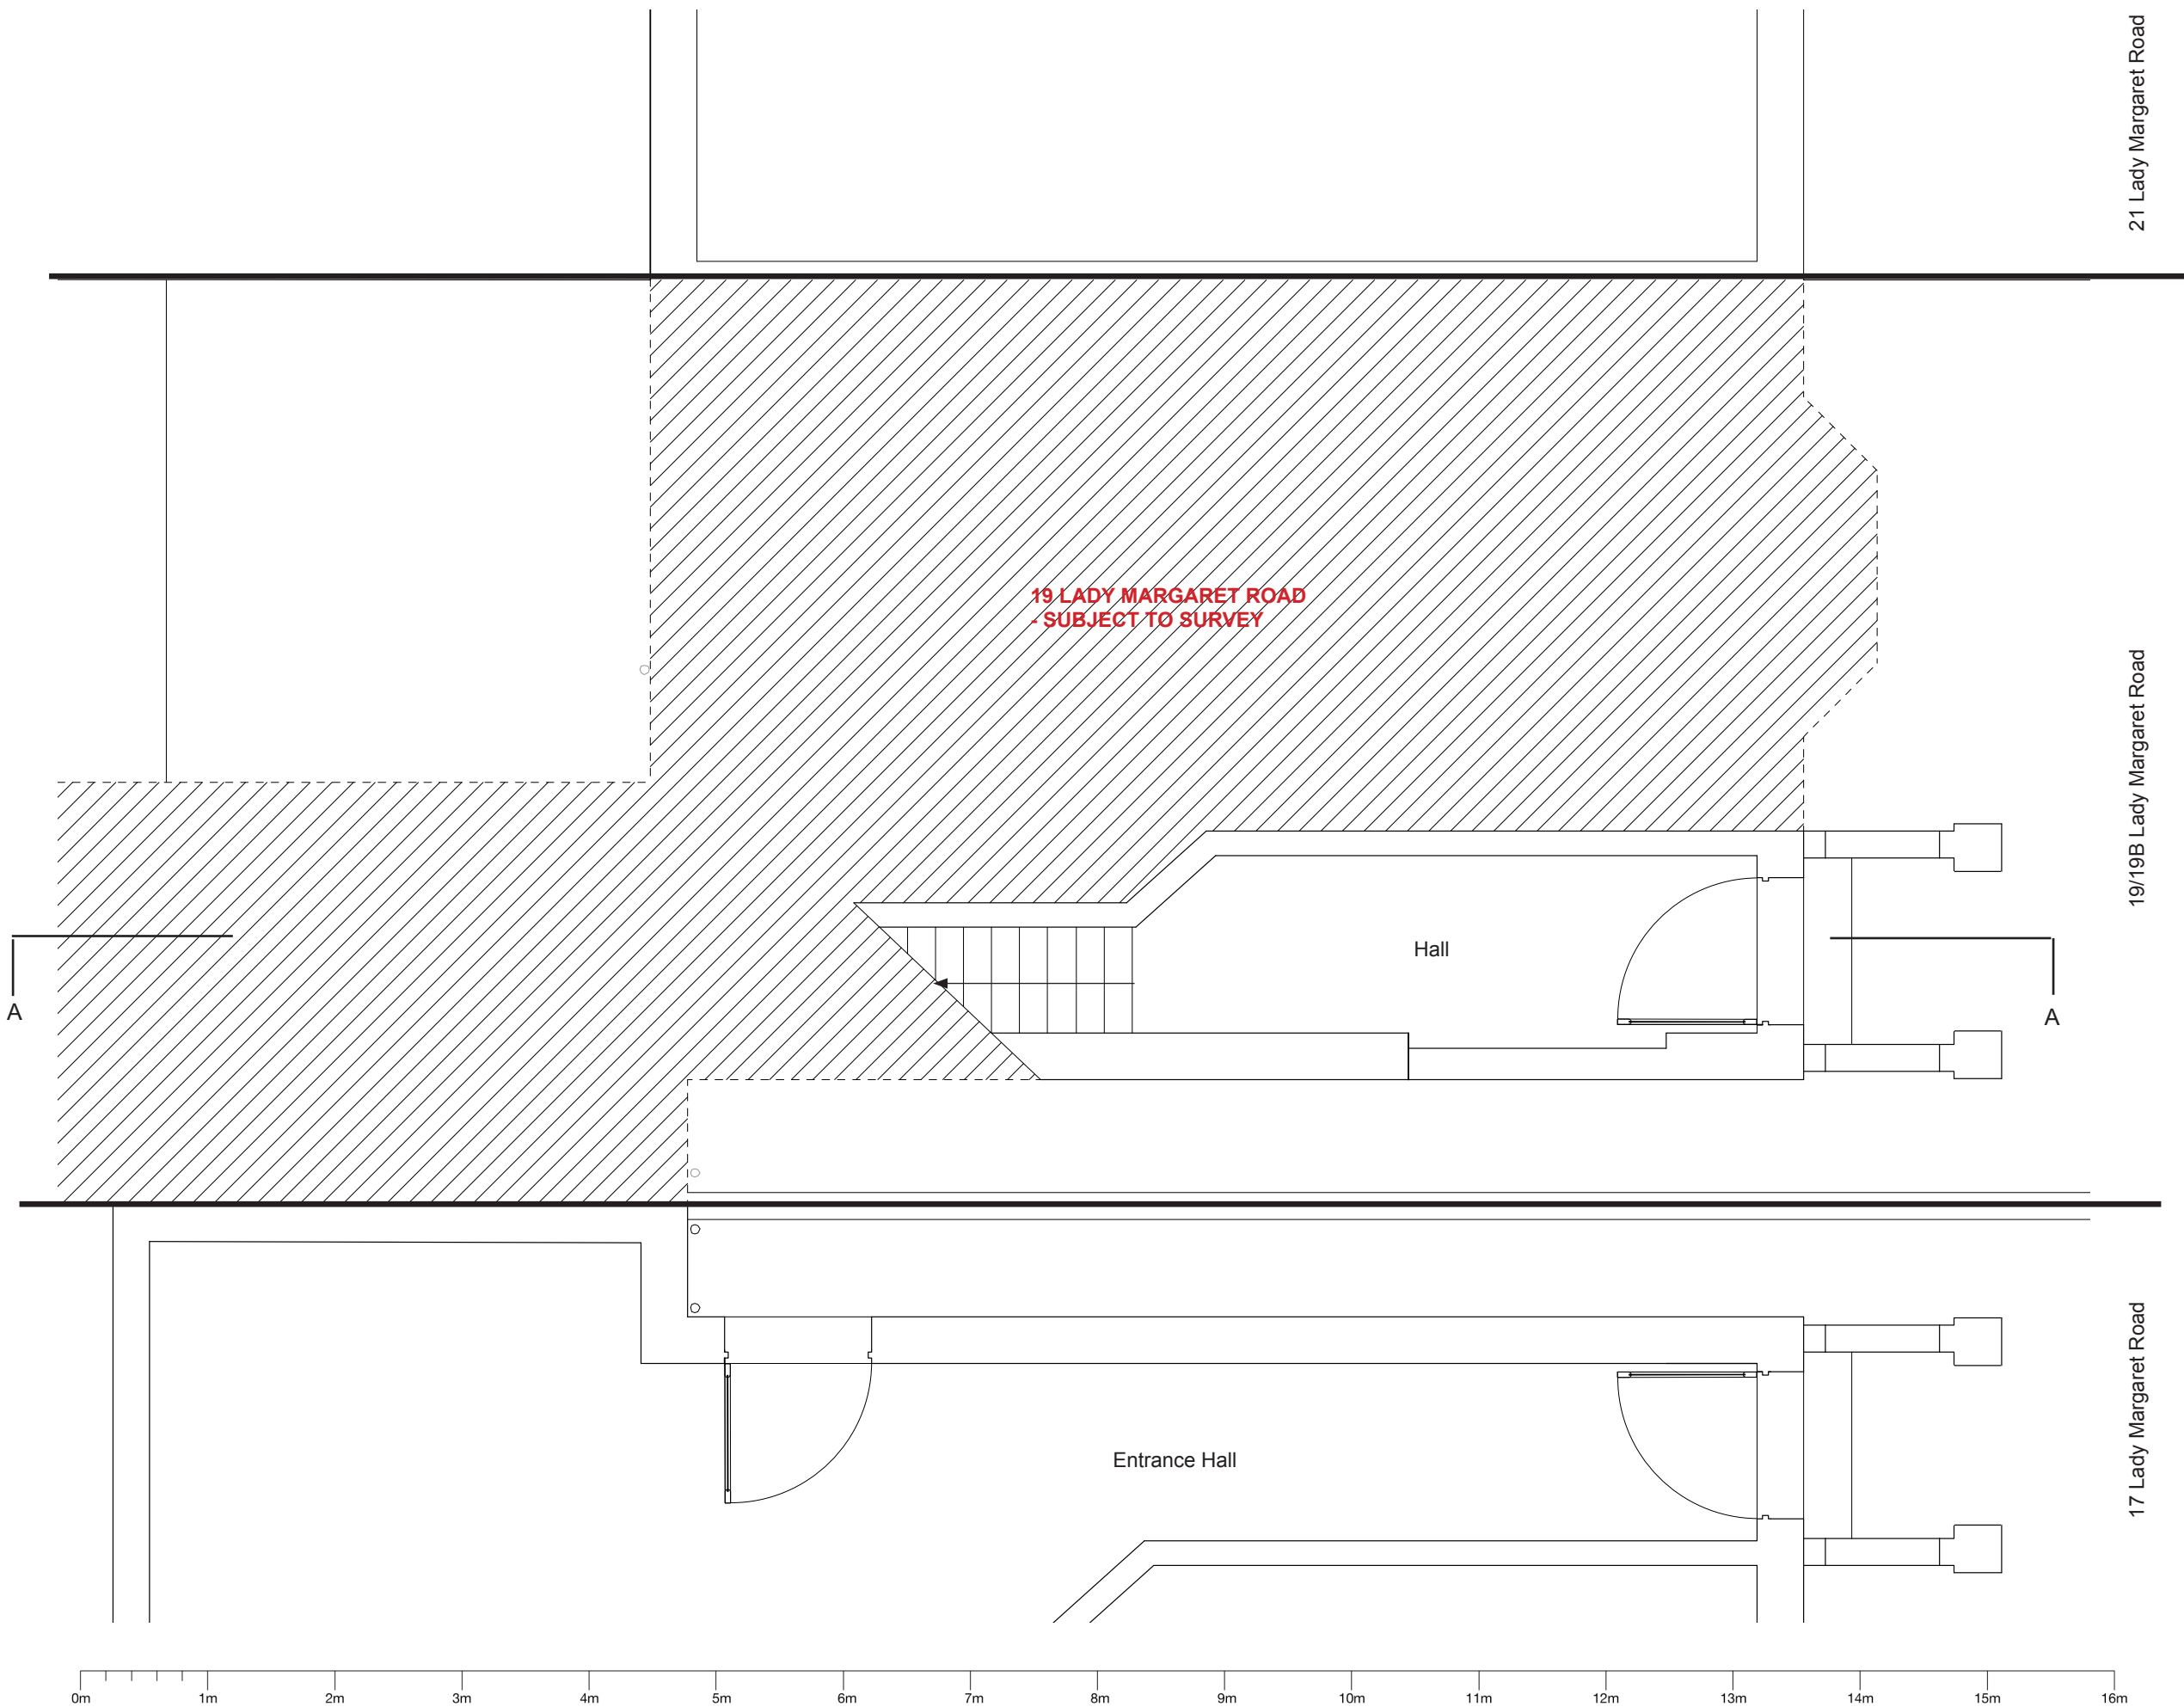 21 Lady Margaret Road
19 LADY MARGARET ROAD
- SUBJECT TO SURVEY
19/19B Lady Margaret Road
Hall
A
A
17 Lady Margaret Road
Entrance Hall
0m 1m 2m 3m 4m 5m 6m 7m 8m 9m 10m 11m 12m 13m 14m 15m 16m